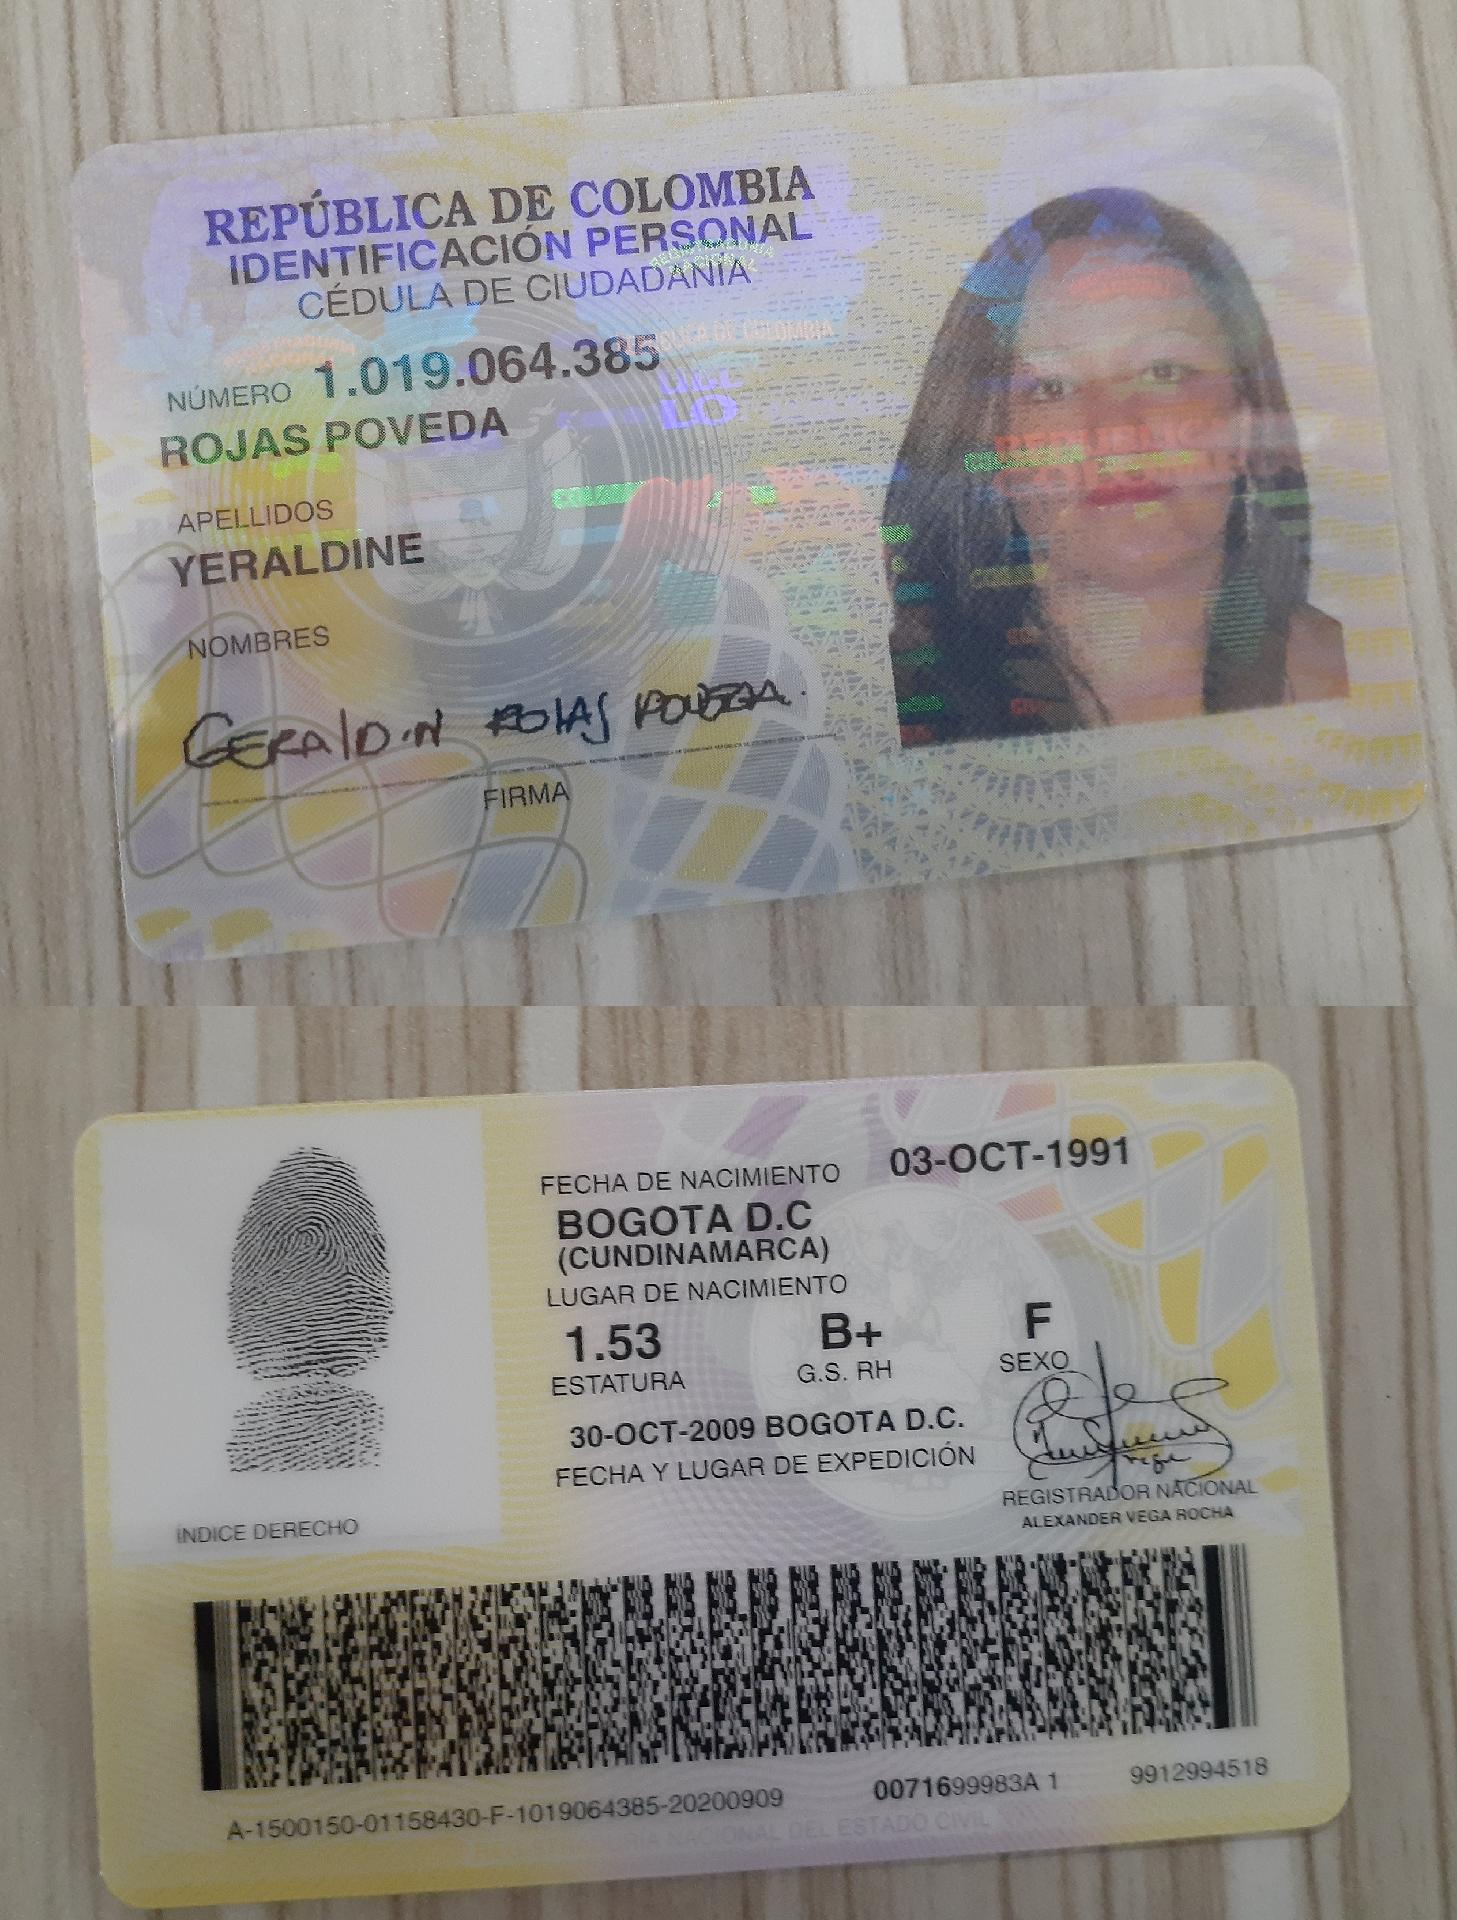 REPÚBLICA DE COLOMBIA
IDENTIFICACIÓN PERSONAL
CÉDULA DE CIUDADANÍA
NÚMERO 1.019.064.385
ROJAS POVEDA
APELLIDOS
YERALDINE
NOMBRES
GERALDIN ROJAS POVEDA.
FIRMA
FECHA DE NACIMIENTO 03-OCT-1991
BOGOTA D.C
(CUNDINAMARCA)
LUGAR DE NACIMIENTO
1.53 B+ F
ESTATURA G.S. RH SEXO
30-OCT-2009 BOGOTA D.C.
FECHA Y LUGAR DE EXPEDICIÓN
REGISTRADOR NACIONAL
ALEXANDER VEGA ROCHA
ÍNDICE DERECHO
A-1500150-01158430-F-1019064385-20200909 0071699983A 1 9912994518